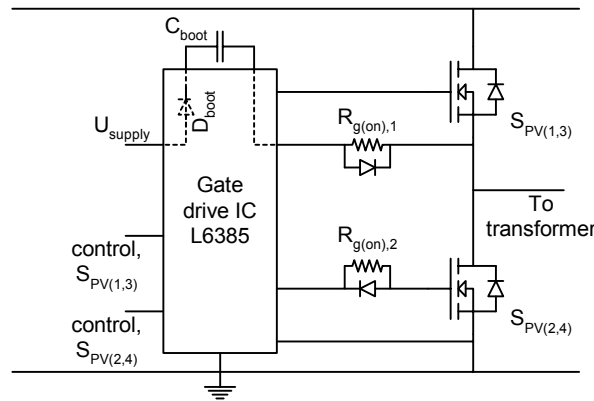 C_boot
D_boot
U_supply
R_g(on),1
S_PV(1,3)
Gate
drive IC
L6385
To
transformer
control,
S_PV(1,3)
R_g(on),2
control,
S_PV(2,4)
S_PV(2,4)